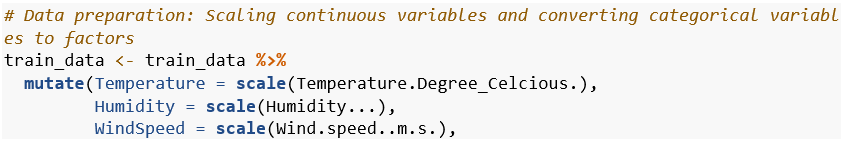 # Data preparation: Scaling continuous variables and converting categorical variabl
es to factors
train_data <- train_data %>%
  mutate(Temperature = scale(Temperature.Degree_Celcious.),
         Humidity = scale(Humidity...),
         WindSpeed = scale(Wind.speed..m.s.),